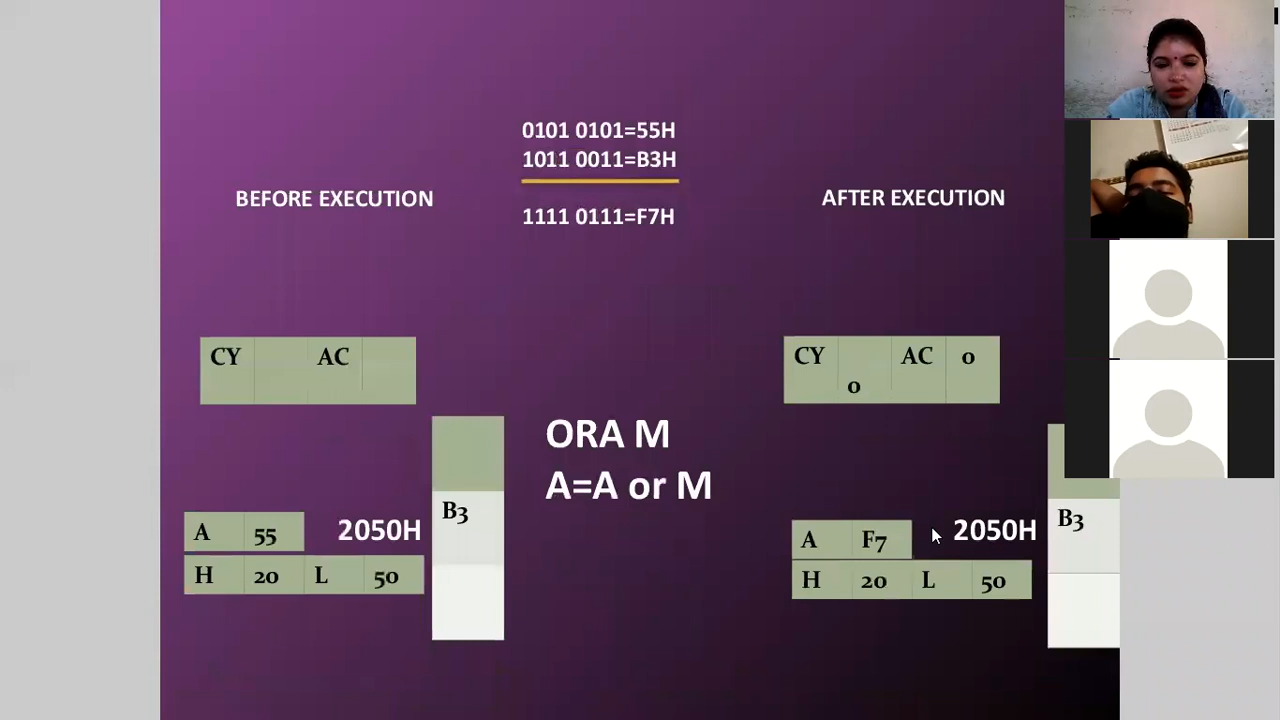 0101 0101=55H
1011 0011=B3H
1111 0111=F7H
BEFORE EXECUTION
AFTER EXECUTION
CY AC
CY 0 AC 0
ORA M
A=A or M
B3
A 55
2050H
H 20 L 50
B3
A F7
2050H
H 20 L 50